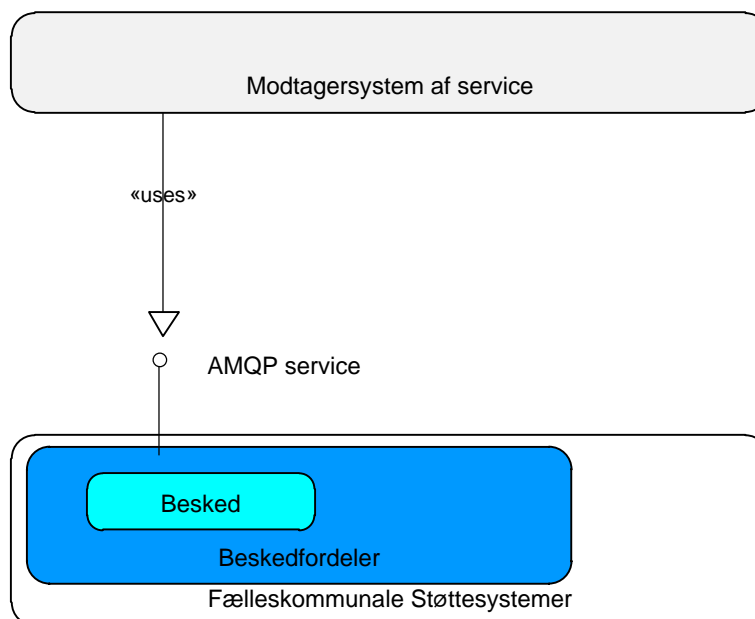 Modtagersystem af service
«uses»
AMQP service
Besked
Beskedfordeler
Fælleskommunale Støttesystemer